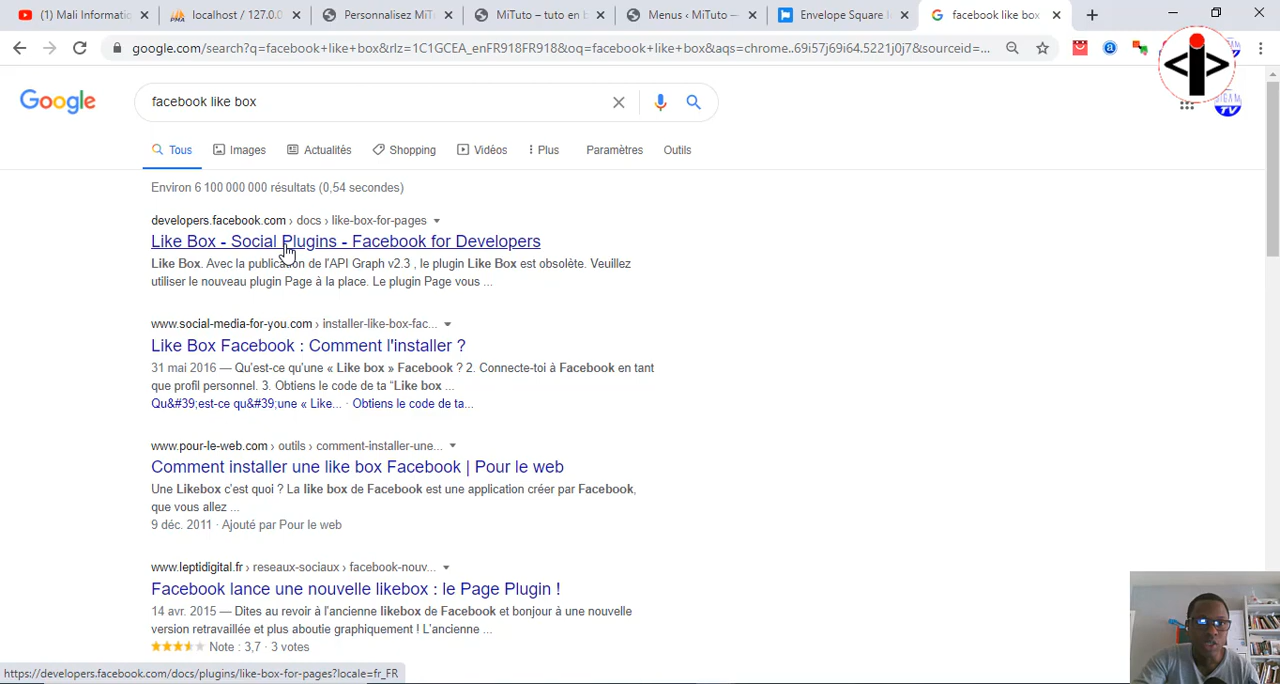 (1) Mali Informatic
localhost / 127.0.0
Personnalisez MiT
MiTuto – tuto en b
Menus ‹ MiTuto —
Envelope Square I
facebook like box
google.com/search?q=facebook+like+box&rlz=1C1GCEA_enFR918FR918&oq=facebook+like+box&aqs=chrome..69i57j69i64.5221j0j7&sourceid=...
Google
facebook like box
Tous
Images
Actualités
Shopping
Vidéos
Plus
Paramètres
Outils
Environ 6 100 000 000 résultats (0,54 secondes)
developers.facebook.com › docs › like-box-for-pages
Like Box - Social Plugins - Facebook for Developers
Like Box. Avec la publication de l'API Graph v2.3 , le plugin Like Box est obsolète. Veuillez
utiliser le nouveau plugin Page à la place. Le plugin Page vous ...
www.social-media-for-you.com › installer-like-box-fac...
Like Box Facebook : Comment l'installer ?
31 mai 2016 — Qu'est-ce qu'une « Like box » Facebook ? 2. Connecte-toi à Facebook en tant
que profil personnel. 3. Obtiens le code de ta “Like box ...
Qu&#39;est-ce qu&#39;une « Like... · Obtiens le code de ta...
www.pour-le-web.com › outils › comment-installer-une...
Comment installer une like box Facebook | Pour le web
Une Likebox c'est quoi ? La like box de Facebook est une application créer par Facebook,
que vous allez ...
9 déc. 2011 · Ajouté par Pour le web
www.leptidigital.fr › reseaux-sociaux › facebook-nouv...
Facebook lance une nouvelle likebox : le Page Plugin !
14 avr. 2015 — Dites au revoir à l'ancienne likebox de Facebook et bonjour à une nouvelle
version retravaillée et plus aboutie graphiquement ! L'ancienne ...
Note : 3,7 · 3 votes
https://developers.facebook.com/docs/plugins/like-box-for-pages?locale=fr_FR